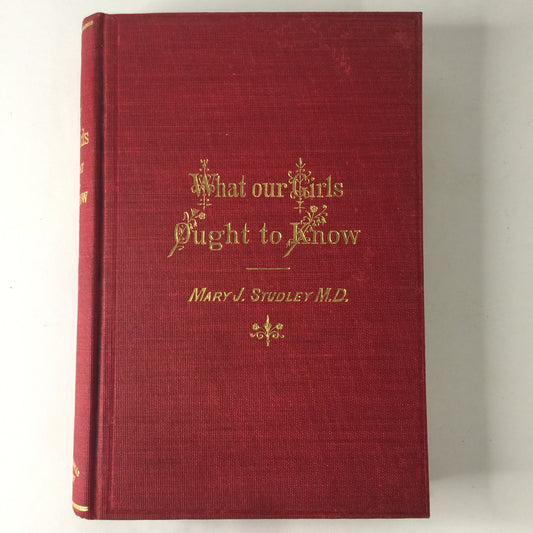 What our Girls
Ought to Know
MARY J. STUDLEY M.D.